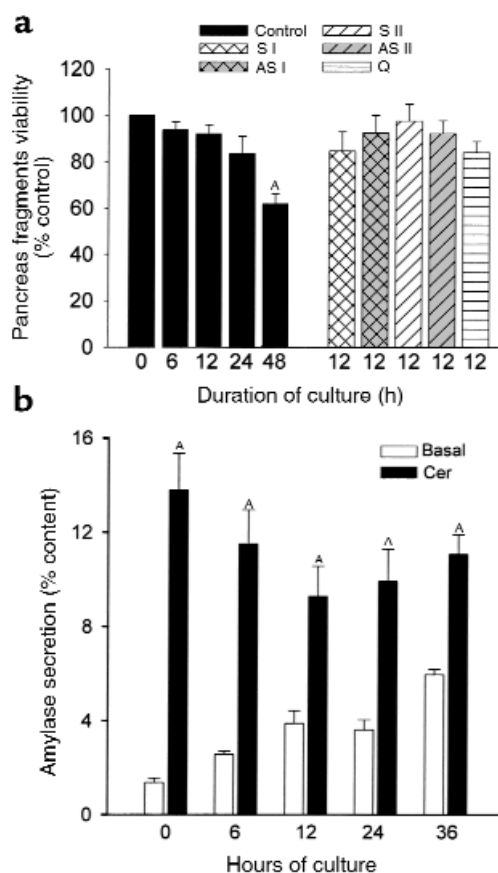 a
Control
S I
AS I
S II
AS II
Q
Pancreas fragments viability
(% control)
120
100
80
60
40
20
0
A
0 6 12 24 48 12 12 12 12 12
Duration of culture (h)
b
Basal
Cer
Amylase secretion (% content)
16
12
8
4
0
A A A A A
0 6 12 24 36
Hours of culture